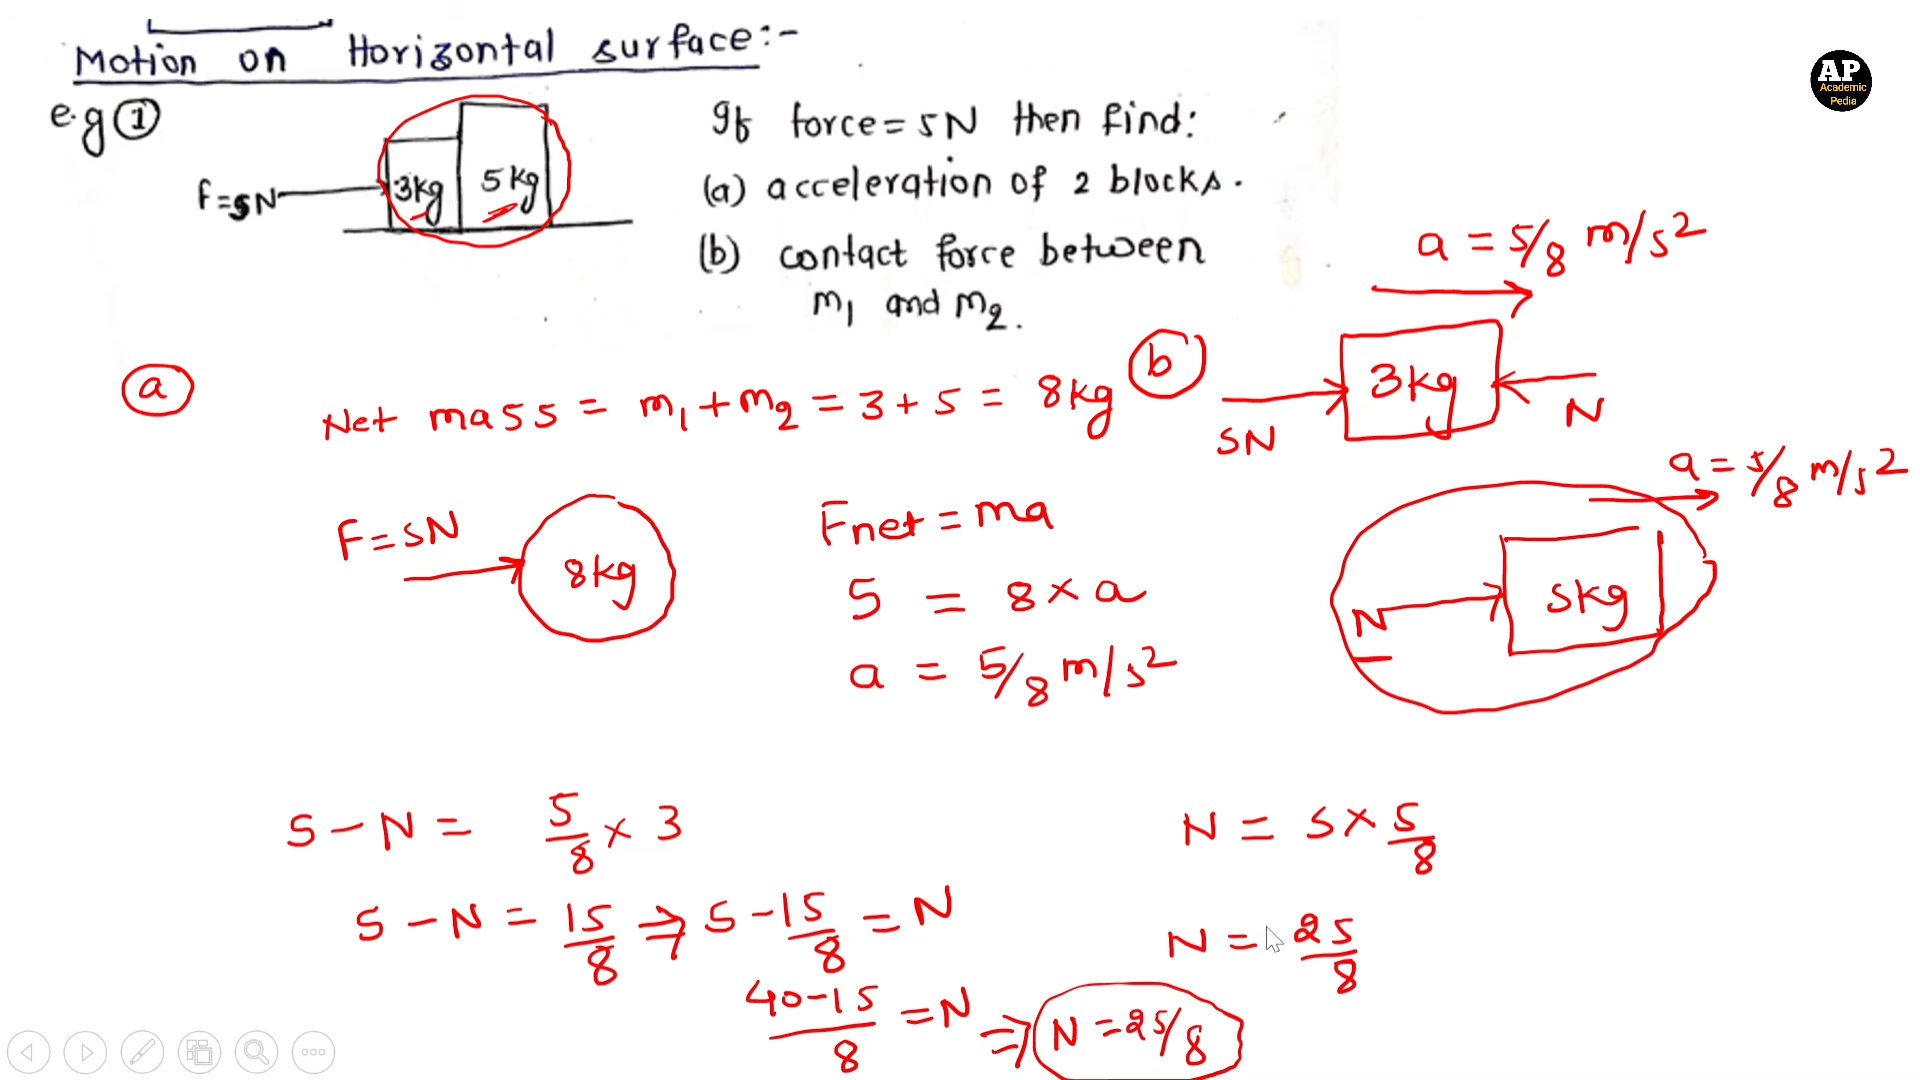 Motion on Horizontal surface:-
AP
Academic
Pedia
e.g ①
If force = 5N then find:
F=5N
3kg
5kg
(a) acceleration of 2 blocks.
(b) contact force between
m₁ and m₂.
a = 5/8 m/s²
ⓐ
Net mass = m₁ + m₂ = 3 + 5 = 8kg
ⓑ
5N
3kg
N
F = 5N
8kg
Fnet = ma
5 = 8 × a
a = 5/8 m/s²
a = 5/8 m/s²
N
5kg
5 - N = 5/8 × 3
N = 5 × 5/8
5 - N = 15/8 ⇒ 5 - 15/8 = N
N = 25/8
40-15/8 = N ⇒ N = 25/8